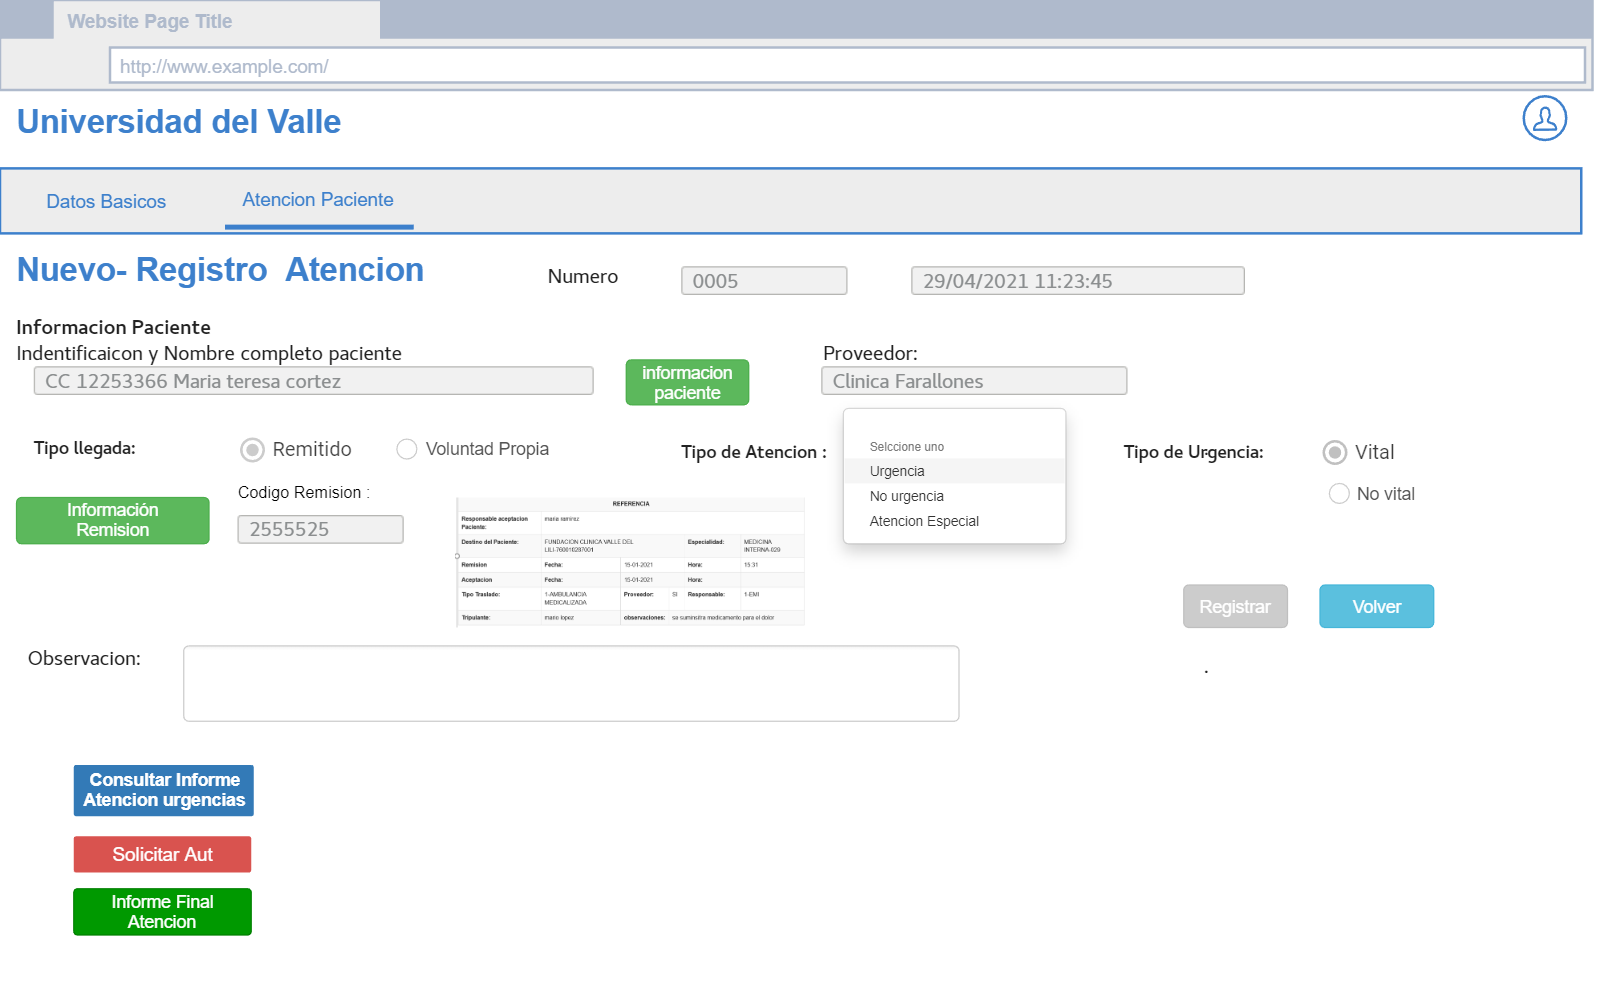 Website Page Title
http://www.example.com/
Universidad del Valle
Datos Basicos
Atencion Paciente
Nuevo- Registro  Atencion
Numero
0005
29/04/2021 11:23:45
Informacion Paciente
Indentificaicon y Nombre completo paciente
CC 12253366 Maria teresa cortez
informacion
paciente
Proveedor:
Clinica Farallones
Tipo llegada:
Remitido
Voluntad Propia
Tipo de Atencion :
Selccione uno
Urgencia
No urgencia
Atencion Especial
Tipo de Urgencia:
Vital
No vital
Información
Remision
Codigo Remision :
2555525
REFERENCIA
Responsable aceptacion
Paciente:
maria ramirez
Destino del Paciente:
FUNDACION CLINICA VALLE DEL
LILI-760010287001
Especialidad:
MEDICINA
INTERNA-029
Remision
Fecha:
15-01-2021
Hora:
15:31
Aceptacion
Fecha:
15-01-2021
Hora:
Tipo Traslado:
1-AMBULANCIA
MEDICALIZADA
Proveedor:
SI
Responsable:
1-EMI
Tripulante:
mario lopez
observaciones:
se suminsitra medicamento para el dolor
Registrar
Volver
Observacion:
.
Consultar Informe
Atencion urgencias
Solicitar Aut
Informe Final
Atencion